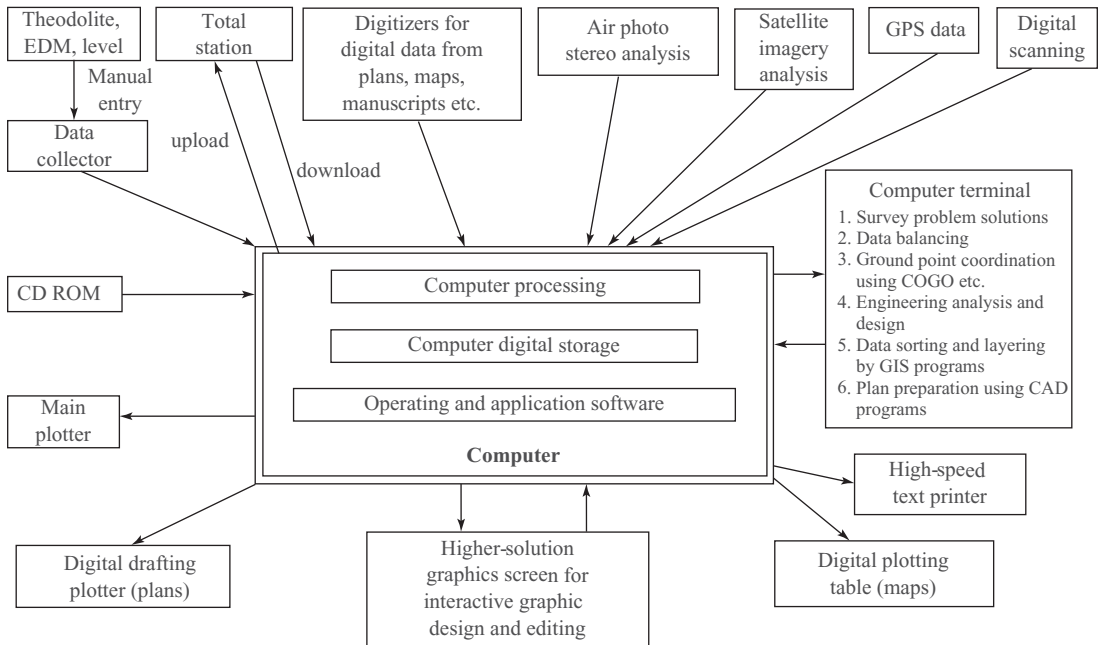 Theodolite,
EDM, level
Manual
entry
Data
collector
Total
station
upload
download
Digitizers for
digital data from
plans, maps,
manuscripts etc.
Air photo
stereo analysis
Satellite
imagery
analysis
GPS data
Digital
scanning
Computer terminal
1. Survey problem solutions
2. Data balancing
3. Ground point coordination
using COGO etc.
4. Engineering analysis and
design
5. Data sorting and layering
by GIS programs
6. Plan preparation using CAD
programs
CD ROM
Computer processing
Computer digital storage
Operating and application software
Computer
Main
plotter
High-speed
text printer
Digital drafting
plotter (plans)
Higher-solution
graphics screen for
interactive graphic
design and editing
Digital plotting
table (maps)